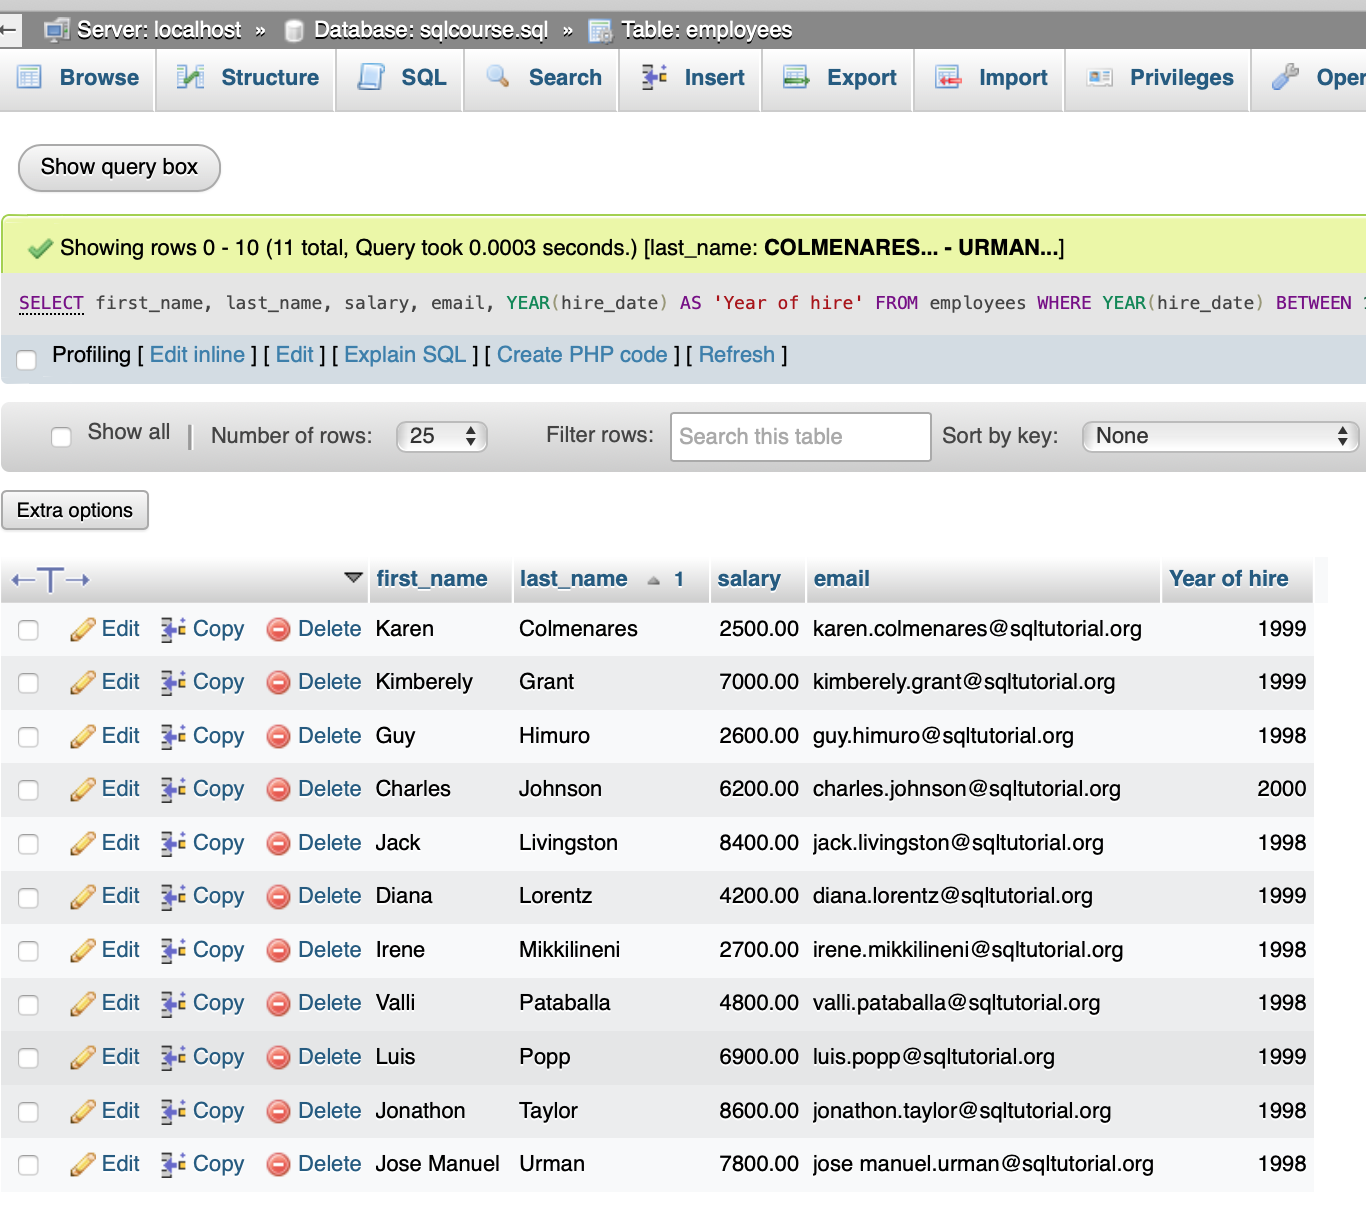 Server: localhost » Database: sqlcourse.sql » Table: employees
Browse Structure SQL Search Insert Export Import Privileges Oper
Show query box
Showing rows 0 - 10 (11 total, Query took 0.0003 seconds.) [last_name: COLMENARES... - URMAN...]
SELECT first_name, last_name, salary, email, YEAR(hire_date) AS 'Year of hire' FROM employees WHERE YEAR(hire_date) BETWEEN
Profiling [ Edit inline ] [ Edit ] [ Explain SQL ] [ Create PHP code ] [ Refresh ]
Show all | Number of rows: 25 Filter rows: Search this table Sort by key: None
Extra options
first_name last_name 1 salary email Year of hire
Edit Copy Delete Karen Colmenares 2500.00 karen.colmenares@sqltutorial.org 1999
Edit Copy Delete Kimberely Grant 7000.00 kimberely.grant@sqltutorial.org 1999
Edit Copy Delete Guy Himuro 2600.00 guy.himuro@sqltutorial.org 1998
Edit Copy Delete Charles Johnson 6200.00 charles.johnson@sqltutorial.org 2000
Edit Copy Delete Jack Livingston 8400.00 jack.livingston@sqltutorial.org 1998
Edit Copy Delete Diana Lorentz 4200.00 diana.lorentz@sqltutorial.org 1999
Edit Copy Delete Irene Mikkilineni 2700.00 irene.mikkilineni@sqltutorial.org 1998
Edit Copy Delete Valli Pataballa 4800.00 valli.pataballa@sqltutorial.org 1998
Edit Copy Delete Luis Popp 6900.00 luis.popp@sqltutorial.org 1999
Edit Copy Delete Jonathon Taylor 8600.00 jonathon.taylor@sqltutorial.org 1998
Edit Copy Delete Jose Manuel Urman 7800.00 jose manuel.urman@sqltutorial.org 1998